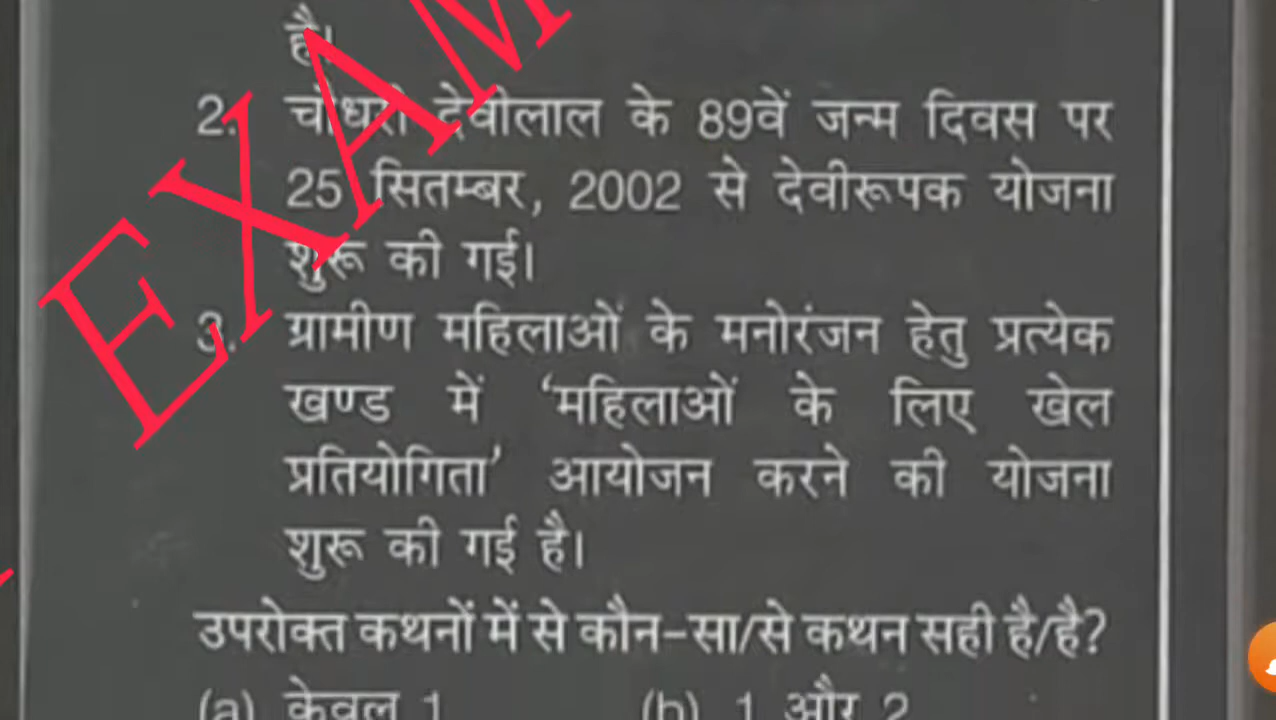 है।
2. चौधरी देवीलाल के 89वें जन्म दिवस पर
25 सितम्बर, 2002 से देवीरूपक योजना
शुरू की गई।
3. ग्रामीण महिलाओं के मनोरंजन हेतु प्रत्येक
खण्ड में ‘महिलाओं के लिए खेल
प्रतियोगिता’ आयोजन करने की योजना
शुरू की गई है।
उपरोक्त कथनों में से कौन-सा/से कथन सही है/है?
(a) केवल 1 (b) 1 और 2
EXAM